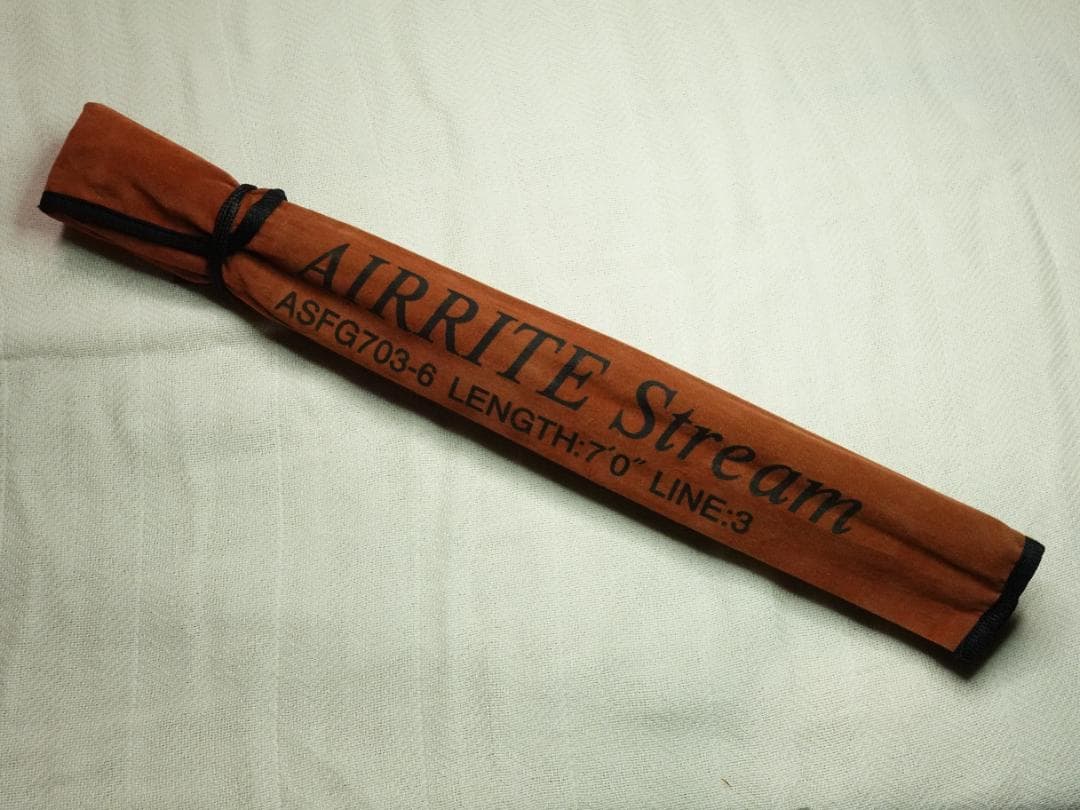 AIRRITE Stream
ASFG703-6 LENGTH:7'0" LINE:3